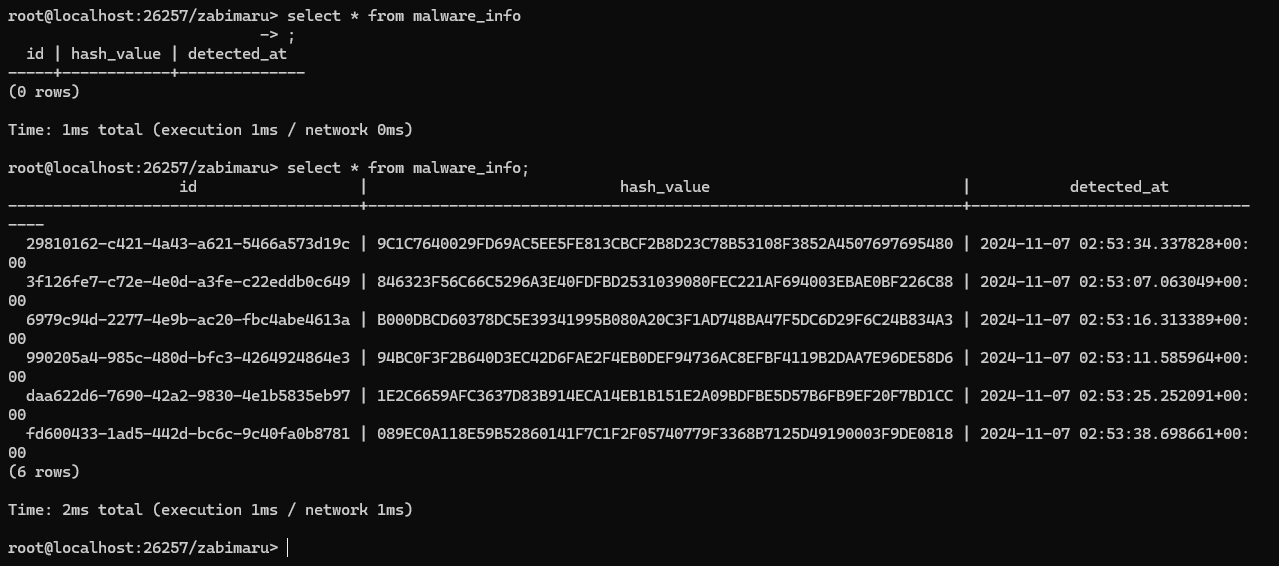 root@localhost:26257/zabimaru> select * from malware_info
                            -> ;
  id | hash_value | detected_at
-----+------------+--------------
(0 rows)

Time: 1ms total (execution 1ms / network 0ms)

root@localhost:26257/zabimaru> select * from malware_info;
                   id                  |                            hash_value                            |           detected_at
---------------------------------------+------------------------------------------------------------------+-------------------------------
----
  29810162-c421-4a43-a621-5466a573d19c | 9C1C7640029FD69AC5EE5FE813CBCF2B8D23C78B53108F3852A4507697695480 | 2024-11-07 02:53:34.337828+00:
00
  3f126fe7-c72e-4e0d-a3fe-c22eddb0c649 | 846323F56C66C5296A3E40FDFBD2531039080FEC221AF694003EBAE0BF226C88 | 2024-11-07 02:53:07.063049+00:
00
  6979c94d-2277-4e9b-ac20-fbc4abe4613a | B000DBCD60378DC5E39341995B080A20C3F1AD748BA47F5DC6D29F6C24B834A3 | 2024-11-07 02:53:16.313389+00:
00
  990205a4-985c-480d-bfc3-4264924864e3 | 94BC0F3F2B640D3EC42D6FAE2F4EB0DEF94736AC8EFBF4119B2DAA7E96DE58D6 | 2024-11-07 02:53:11.585964+00:
00
  daa622d6-7690-42a2-9830-4e1b5835eb97 | 1E2C6659AFC3637D83B914ECA14EB1B151E2A09BDFBE5D57B6FB9EF20F7BD1CC | 2024-11-07 02:53:25.252091+00:
00
  fd600433-1ad5-442d-bc6c-9c40fa0b8781 | 089EC0A118E59B52860141F7C1F2F05740779F3368B7125D49190003F9DE0818 | 2024-11-07 02:53:38.698661+00:
00
(6 rows)

Time: 2ms total (execution 1ms / network 1ms)

root@localhost:26257/zabimaru>